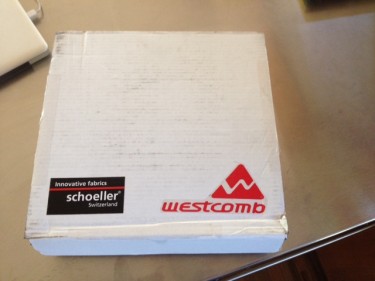 Innovative fabrics
schoeller®
Switzerland
westcomb